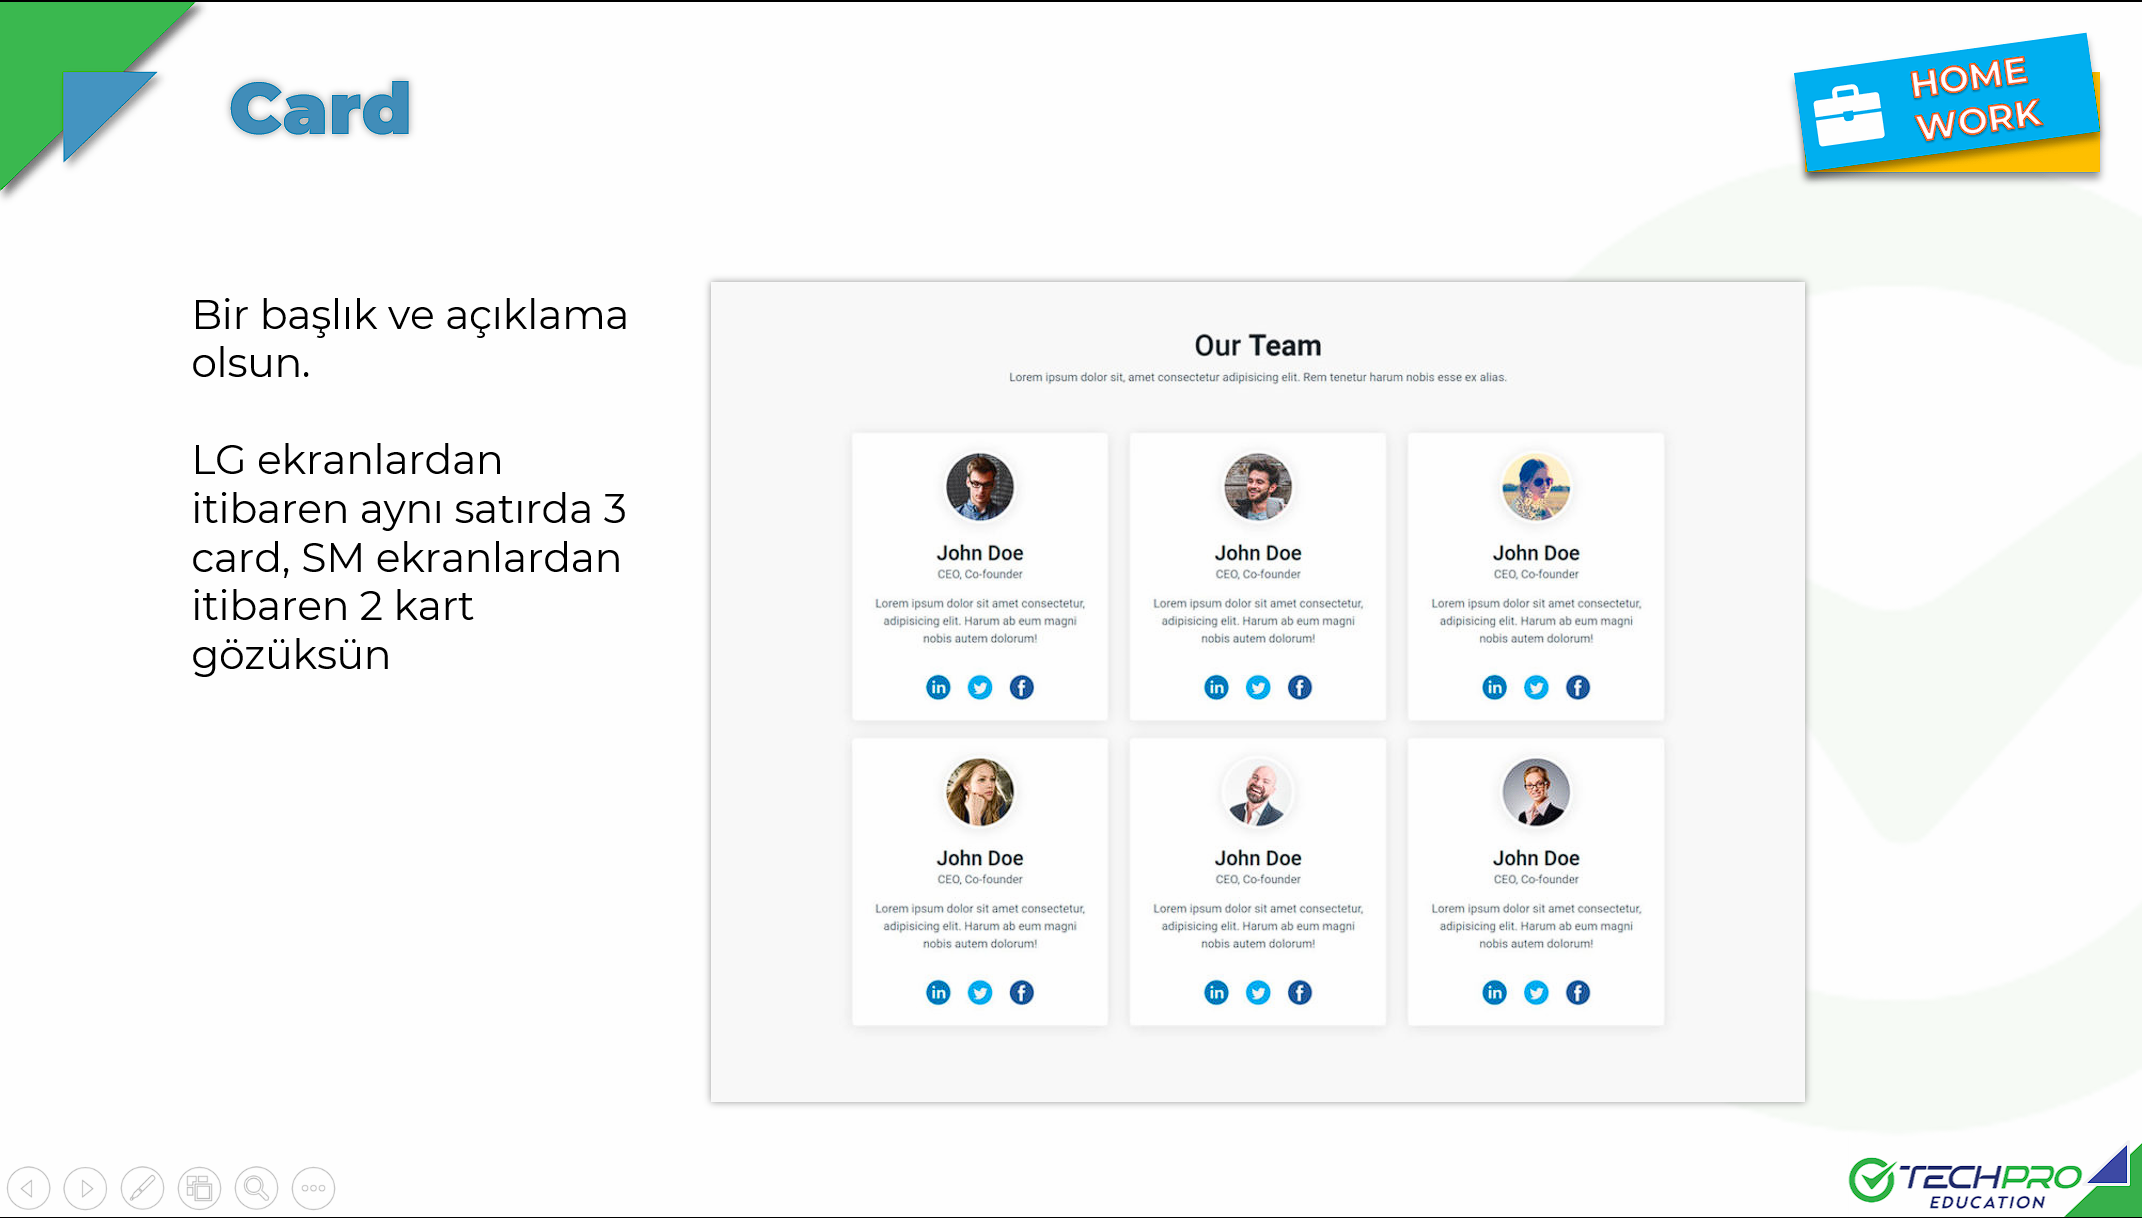 Card
HOME
WORK
Bir başlık ve açıklama
olsun.
LG ekranlardan
itibaren aynı satırda 3
card, SM ekranlardan
itibaren 2 kart
gözüksün
Our Team
Lorem ipsum dolor sit, amet consectetur adipisicing elit. Rem tenetur harum nobis esse ex alias.
John Doe
CEO, Co-founder
Lorem ipsum dolor sit amet consectetur,
adipisicing elit. Harum ab eum magni
nobis autem dolorum!
in
f
John Doe
CEO, Co-founder
Lorem ipsum dolor sit amet consectetur,
adipisicing elit. Harum ab eum magni
nobis autem dolorum!
in
f
John Doe
CEO, Co-founder
Lorem ipsum dolor sit amet consectetur,
adipisicing elit. Harum ab eum magni
nobis autem dolorum!
in
f
John Doe
CEO, Co-founder
Lorem ipsum dolor sit amet consectetur,
adipisicing elit. Harum ab eum magni
nobis autem dolorum!
in
f
John Doe
CEO, Co-founder
Lorem ipsum dolor sit amet consectetur,
adipisicing elit. Harum ab eum magni
nobis autem dolorum!
in
f
John Doe
CEO, Co-founder
Lorem ipsum dolor sit amet consectetur,
adipisicing elit. Harum ab eum magni
nobis autem dolorum!
in
f
TECHPRO
EDUCATION